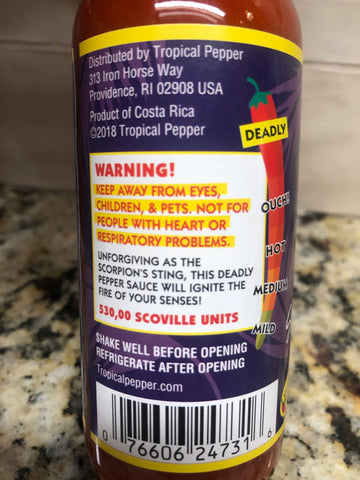 Distributed by Tropical Pepper
313 Iron Horse Way
Providence, RI 02908 USA
Product of Costa Rica
©2018 Tropical Pepper
WARNING!
KEEP AWAY FROM EYES,
CHILDREN, & PETS. NOT FOR
PEOPLE WITH HEART OR
RESPIRATORY PROBLEMS.
UNFORGIVING AS THE
SCORPION'S STING, THIS DEADLY
PEPPER SAUCE WILL IGNITE THE
FIRE OF YOUR SENSES!
530,00 SCOVILLE UNITS
DEADLY
OUCH!
HOT
MEDIUM
MILD
SHAKE WELL BEFORE OPENING
REFRIGERATE AFTER OPENING
Tropicalpepper.com
0 76606 24731 6